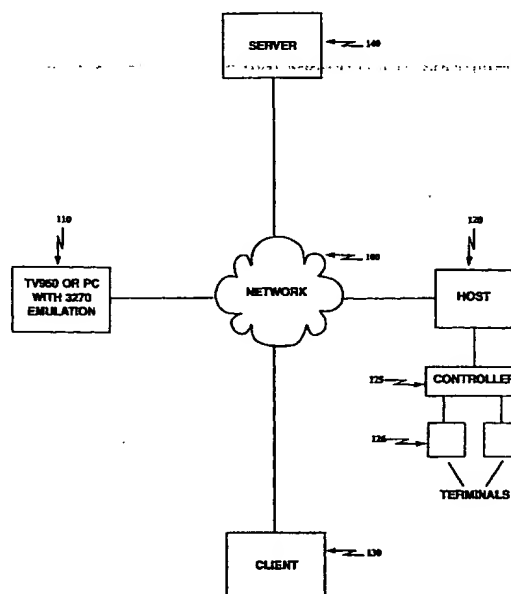 SERVER
140
110
TV950 OR PC
WITH 3270
EMULATION
NETWORK
100
120
HOST
CONTROLLER
125
126
TERMINALS
CLIENT
130